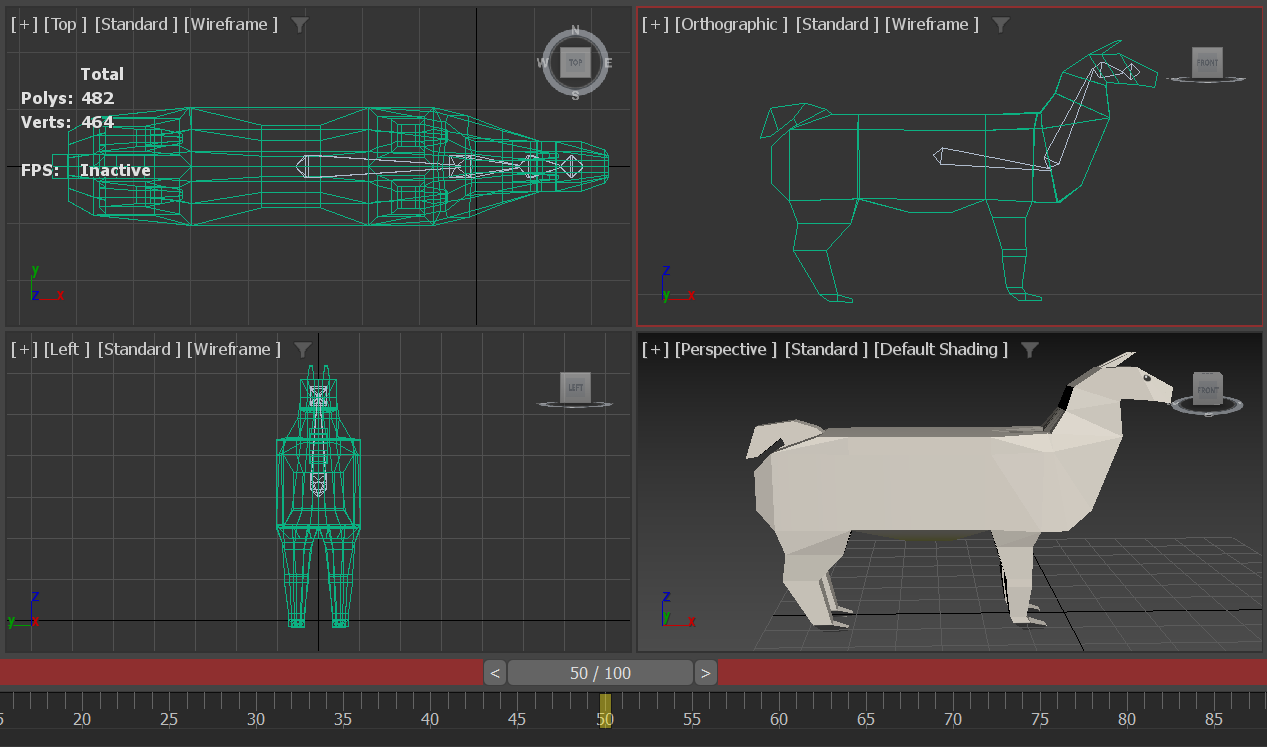 [+] [Top ] [Standard ] [Wireframe ]
Total
Polys: 482
Verts: 464
FPS: Inactive
N
W TOP E
S
y
z x
[+] [Orthographic ] [Standard ] [Wireframe ]
FRONT
z
y x
[+] [Left ] [Standard ] [Wireframe ]
LEFT
z
y x
[+] [Perspective ] [Standard ] [Default Shading ]
FRONT
z
y x
< 50 / 100 >
20 25 30 35 40 45 50 55 60 65 70 75 80 85